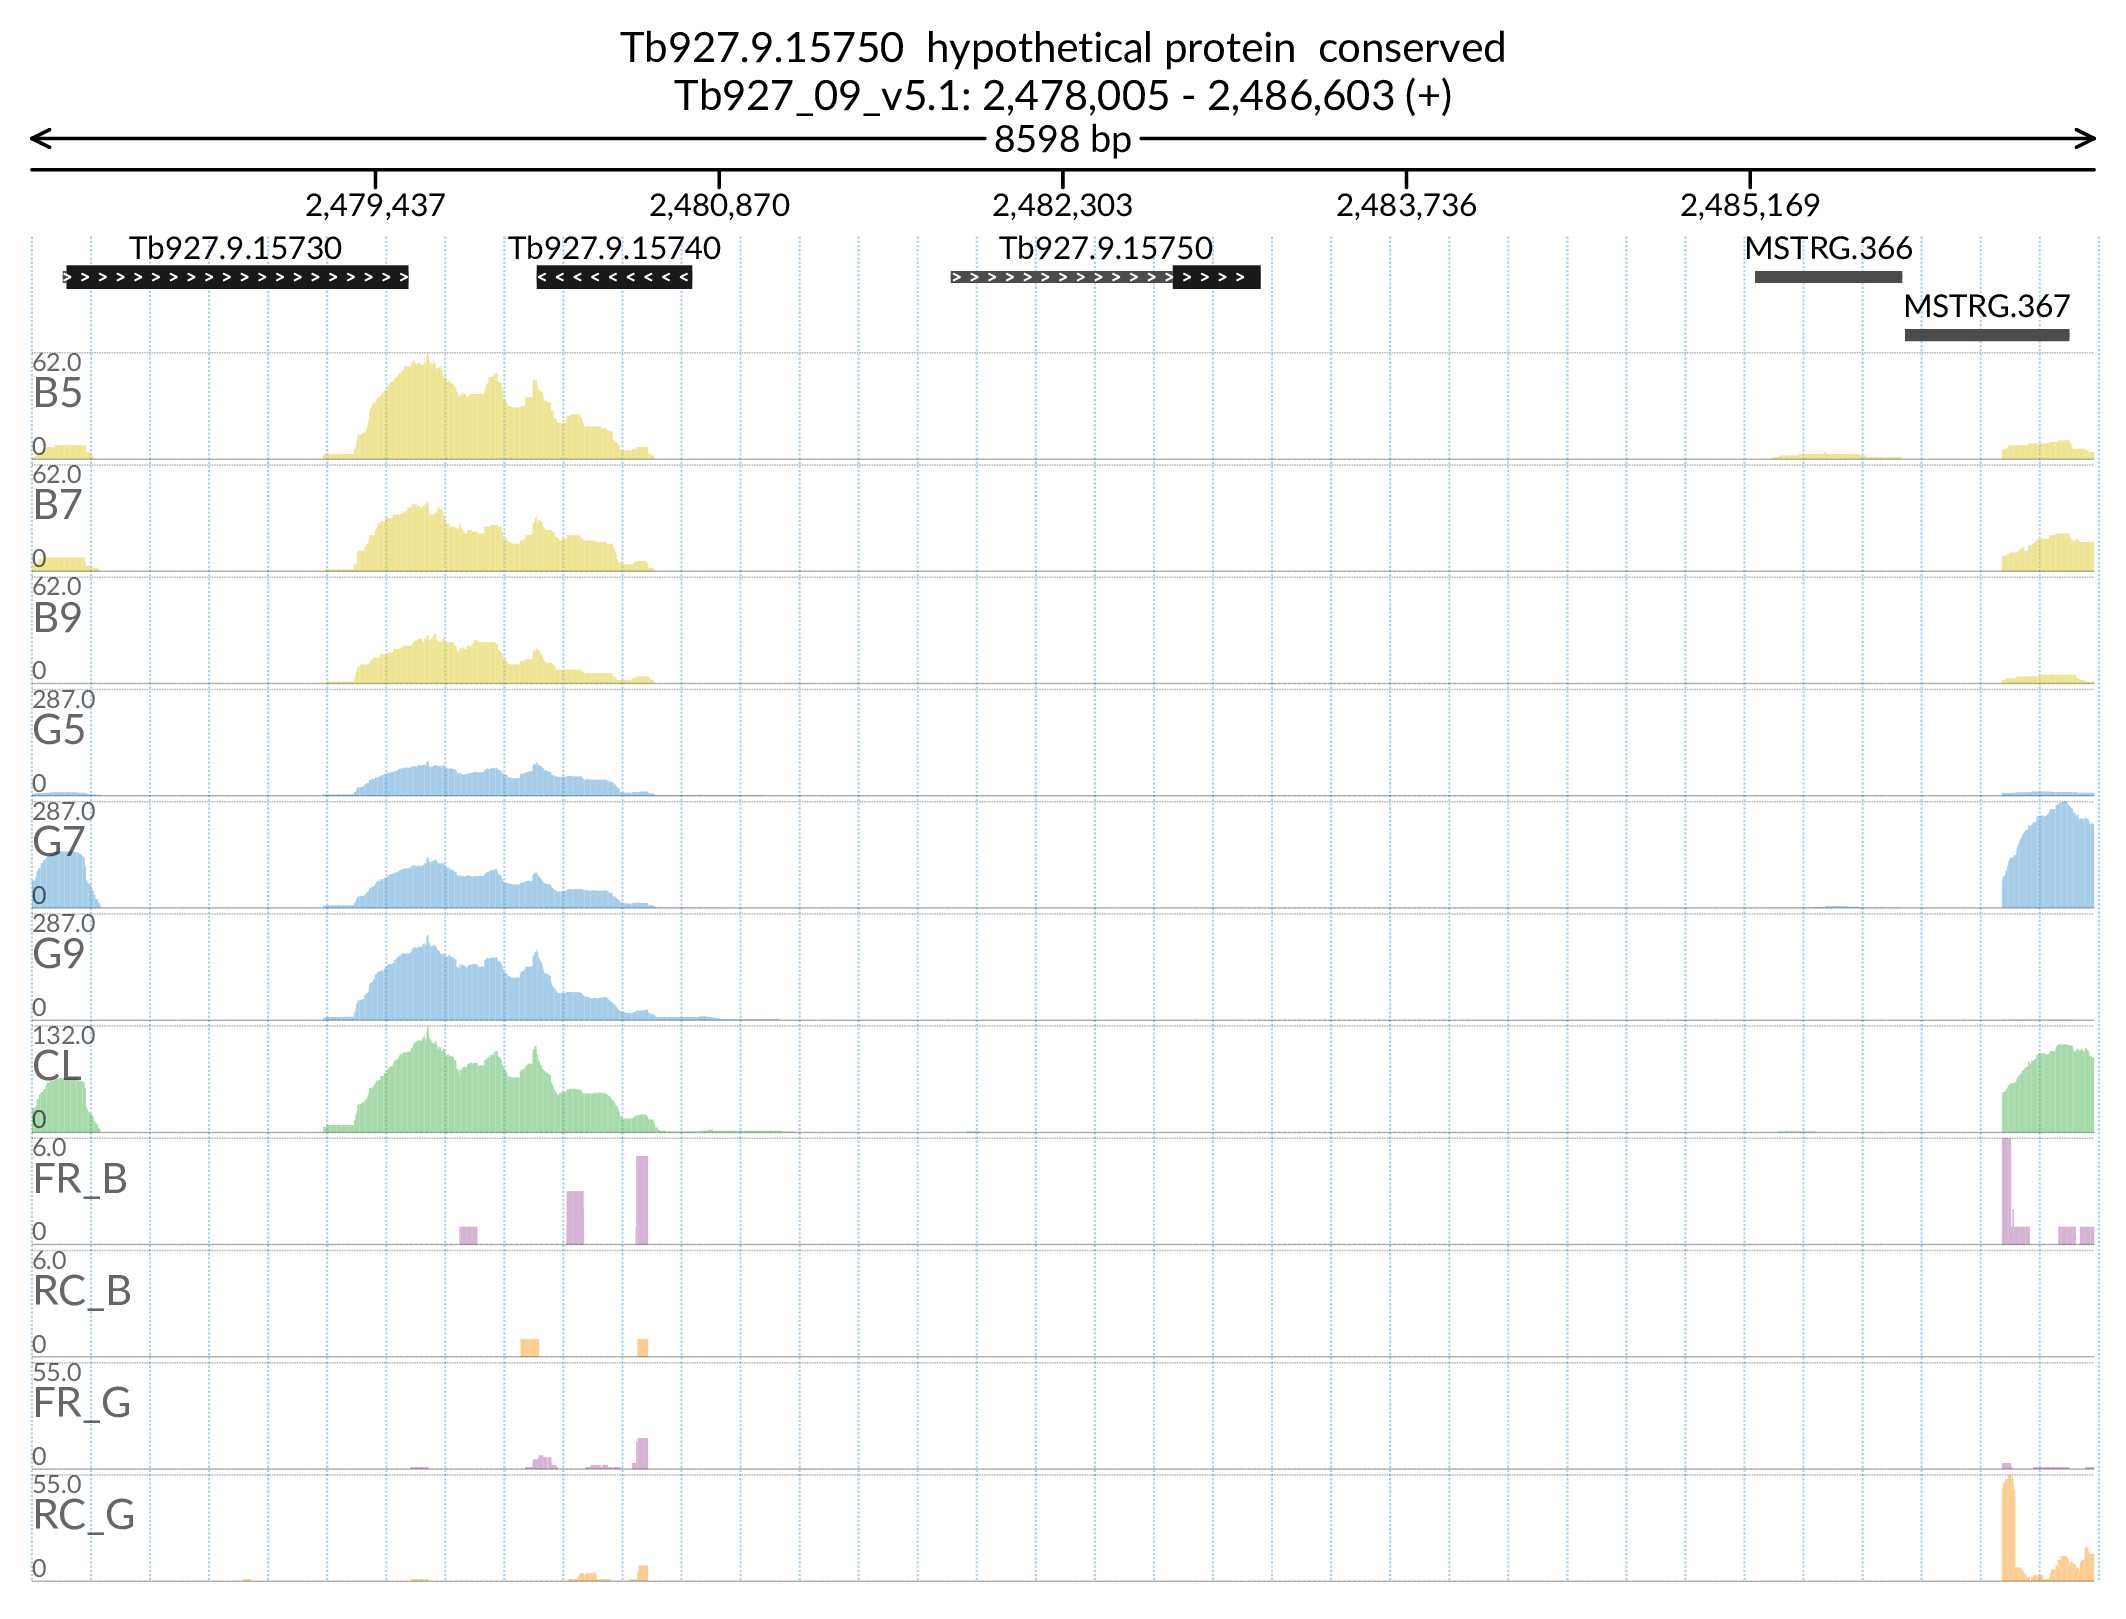 Tb927.9.15750  hypothetical protein  conserved
Tb927_09_v5.1: 2,478,005 - 2,486,603 (+)
8598 bp
2,479,437 2,480,870 2,482,303 2,483,736 2,485,169
Tb927.9.15730 Tb927.9.15740 Tb927.9.15750 MSTRG.366
MSTRG.367
62.0
B5
0
62.0
B7
0
62.0
B9
0
287.0
G5
0
287.0
G7
0
287.0
G9
0
132.0
CL
0
6.0
FR_B
0
6.0
RC_B
0
55.0
FR_G
0
55.0
RC_G
0